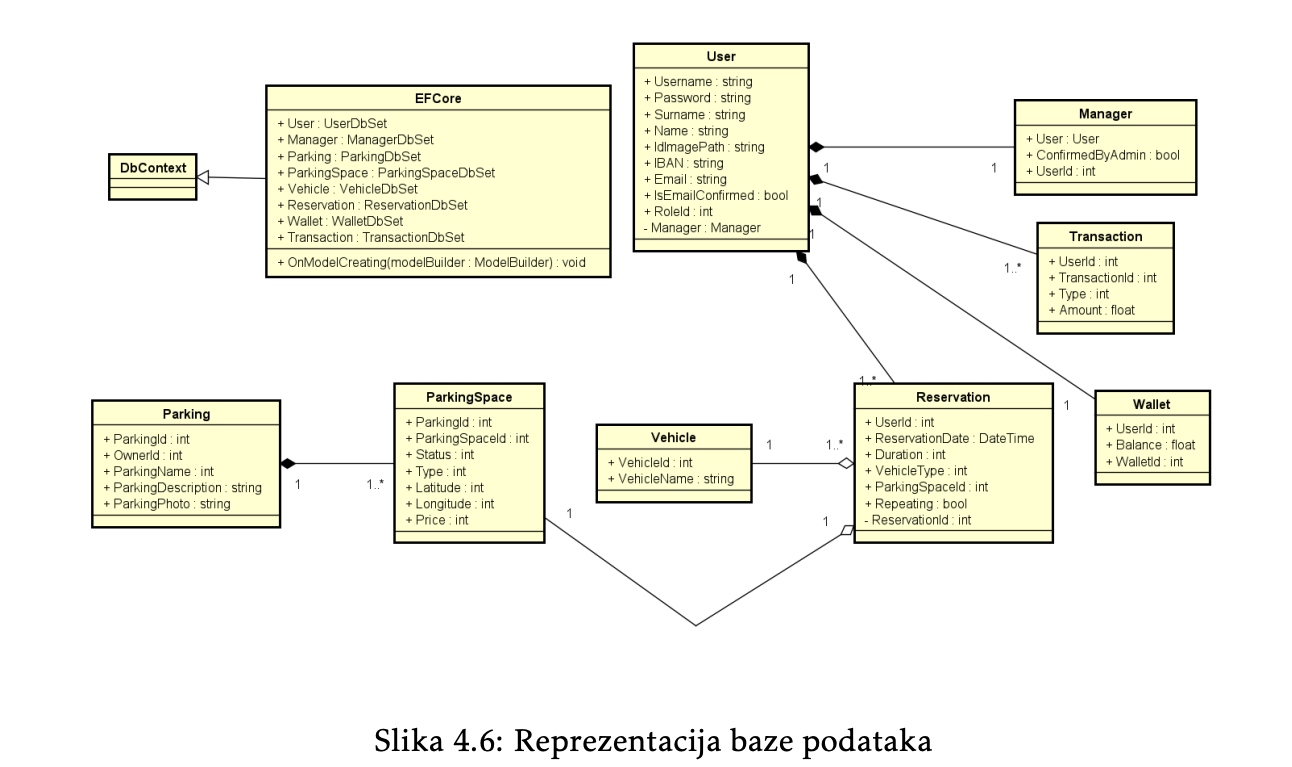 DbContext
EFCore
+ User : UserDbSet
+ Manager : ManagerDbSet
+ Parking : ParkingDbSet
+ ParkingSpace : ParkingSpaceDbSet
+ Vehicle : VehicleDbSet
+ Reservation : ReservationDbSet
+ Wallet : WalletDbSet
+ Transaction : TransactionDbSet
+ OnModelCreating(modelBuilder : ModelBuilder) : void
User
+ Username : string
+ Password : string
+ Surname : string
+ Name : string
+ IdImagePath : string
+ IBAN : string
+ Email : string
+ IsEmailConfirmed : bool
+ RoleId : int
- Manager : Manager
1
1
1
1
1
Manager
+ User : User
+ ConfirmedByAdmin : bool
+ UserId : int
1..*
Transaction
+ UserId : int
+ TransactionId : int
+ Type : int
+ Amount : float
Parking
+ ParkingId : int
+ OwnerId : int
+ ParkingName : int
+ ParkingDescription : string
+ ParkingPhoto : string
1
1..*
ParkingSpace
+ ParkingId : int
+ ParkingSpaceId : int
+ Status : int
+ Type : int
+ Latitude : int
+ Longitude : int
+ Price : int
1
Vehicle
+ VehicleId : int
+ VehicleName : string
1
1..*
1
1..*
Reservation
+ UserId : int
+ ReservationDate : DateTime
+ Duration : int
+ VehicleType : int
+ ParkingSpaceId : int
+ Repeating : bool
- ReservationId : int
1
Wallet
+ UserId : int
+ Balance : float
+ WalletId : int
Slika 4.6: Reprezentacija baze podataka